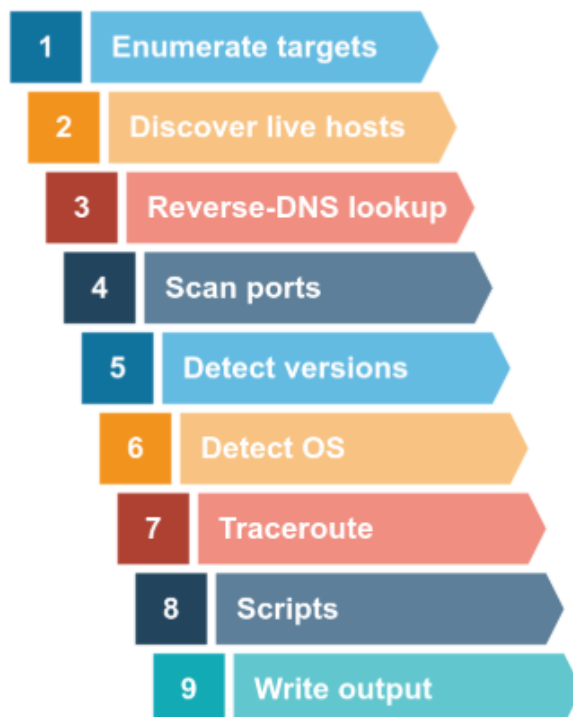 1 Enumerate targets
2 Discover live hosts
3 Reverse-DNS lookup
4 Scan ports
5 Detect versions
6 Detect OS
7 Traceroute
8 Scripts
9 Write output